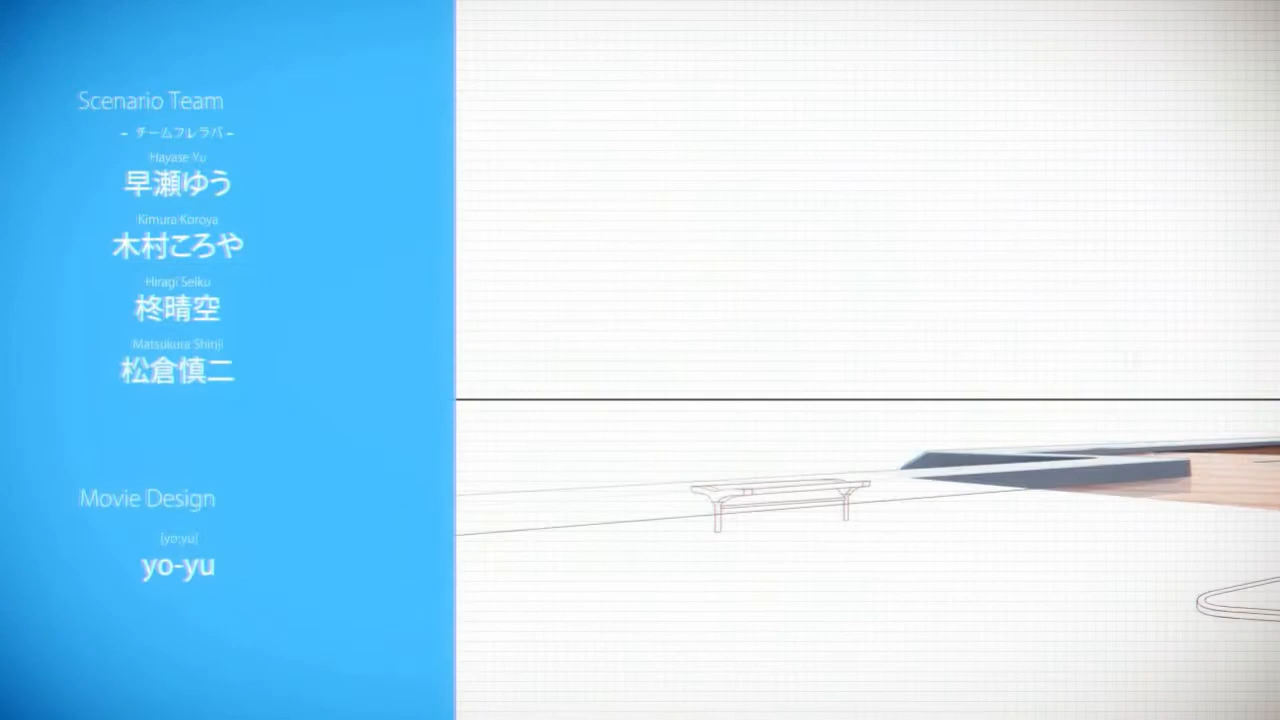 Scenario Team
- チームフレラバ-
Hayase Yu
早瀬ゆう
Kimura Koroya
木村ころや
Hiragi Seiku
柊晴空
Matsukura Shinji
松倉慎二
Movie Design
[yo:yu]
yo-yu